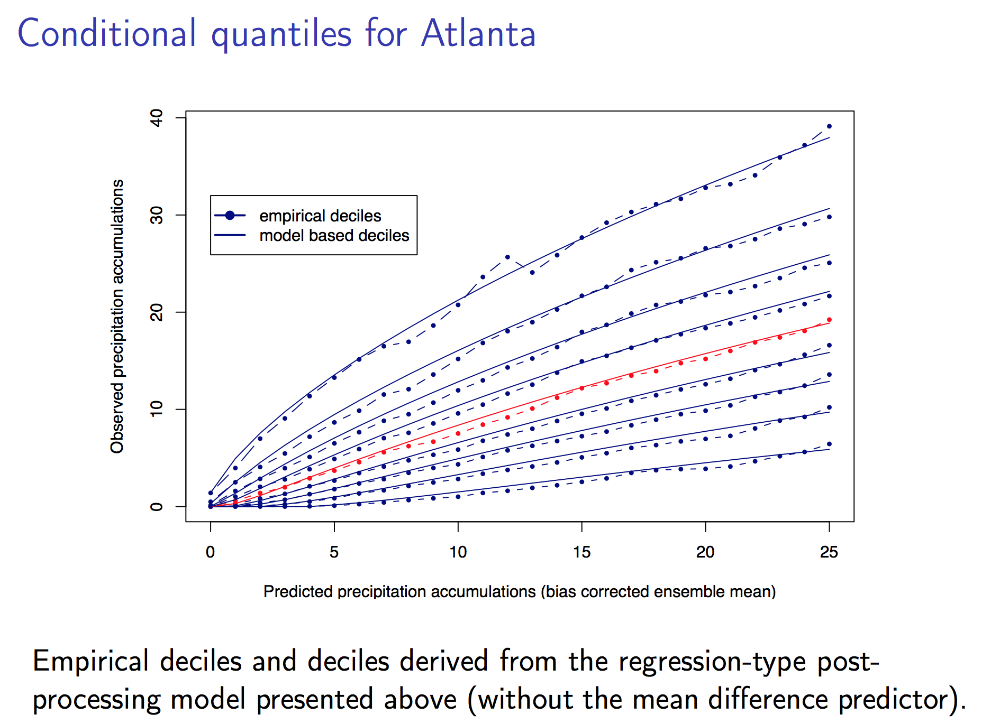 Conditional quantiles for Atlanta
40
30
20
10
0
Observed precipitation accumulations
empirical deciles
model based deciles
0 5 10 15 20 25
Predicted precipitation accumulations (bias corrected ensemble mean)
Empirical deciles and deciles derived from the regression-type post-
processing model presented above (without the mean difference predictor).